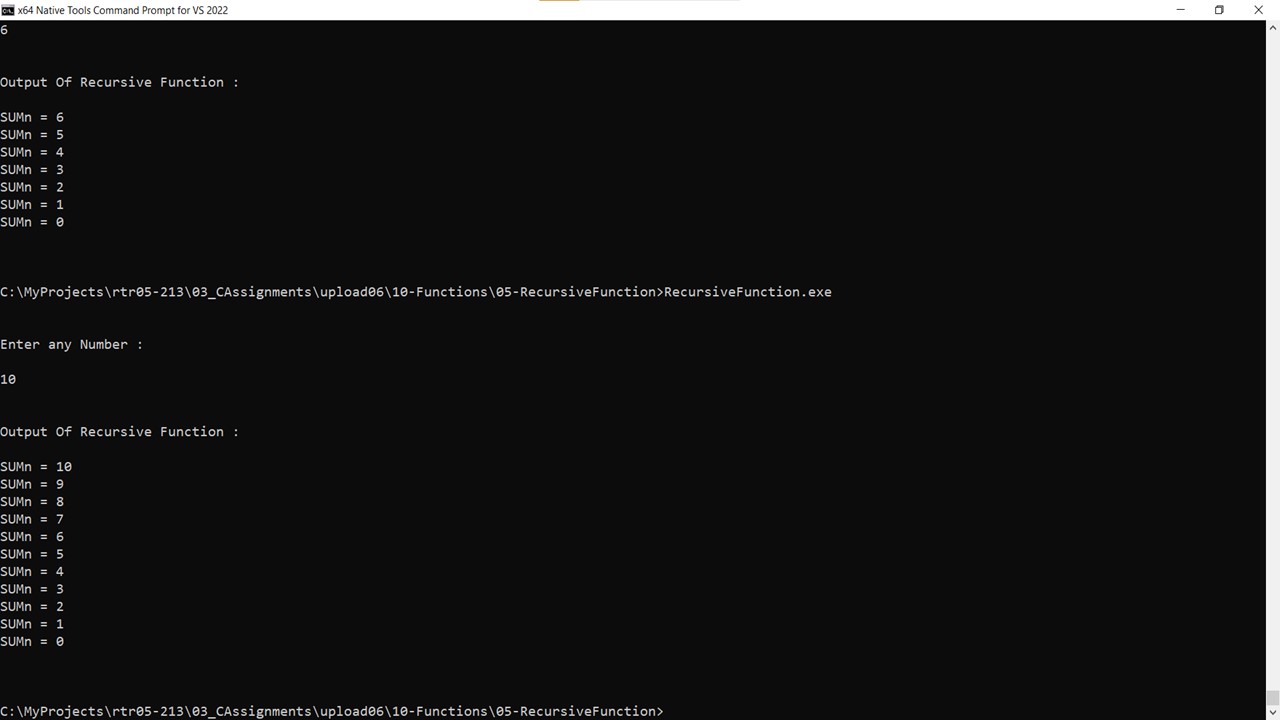 x64 Native Tools Command Prompt for VS 2022
6
Output Of Recursive Function :
SUMn = 6
SUMn = 5
SUMn = 4
SUMn = 3
SUMn = 2
SUMn = 1
SUMn = 0
C:\MyProjects\rtr05-213\03_CAssignments\upload06\10-Functions\05-RecursiveFunction>RecursiveFunction.exe
Enter any Number :
10
Output Of Recursive Function :
SUMn = 10
SUMn = 9
SUMn = 8
SUMn = 7
SUMn = 6
SUMn = 5
SUMn = 4
SUMn = 3
SUMn = 2
SUMn = 1
SUMn = 0
C:\MyProjects\rtr05-213\03_CAssignments\upload06\10-Functions\05-RecursiveFunction>